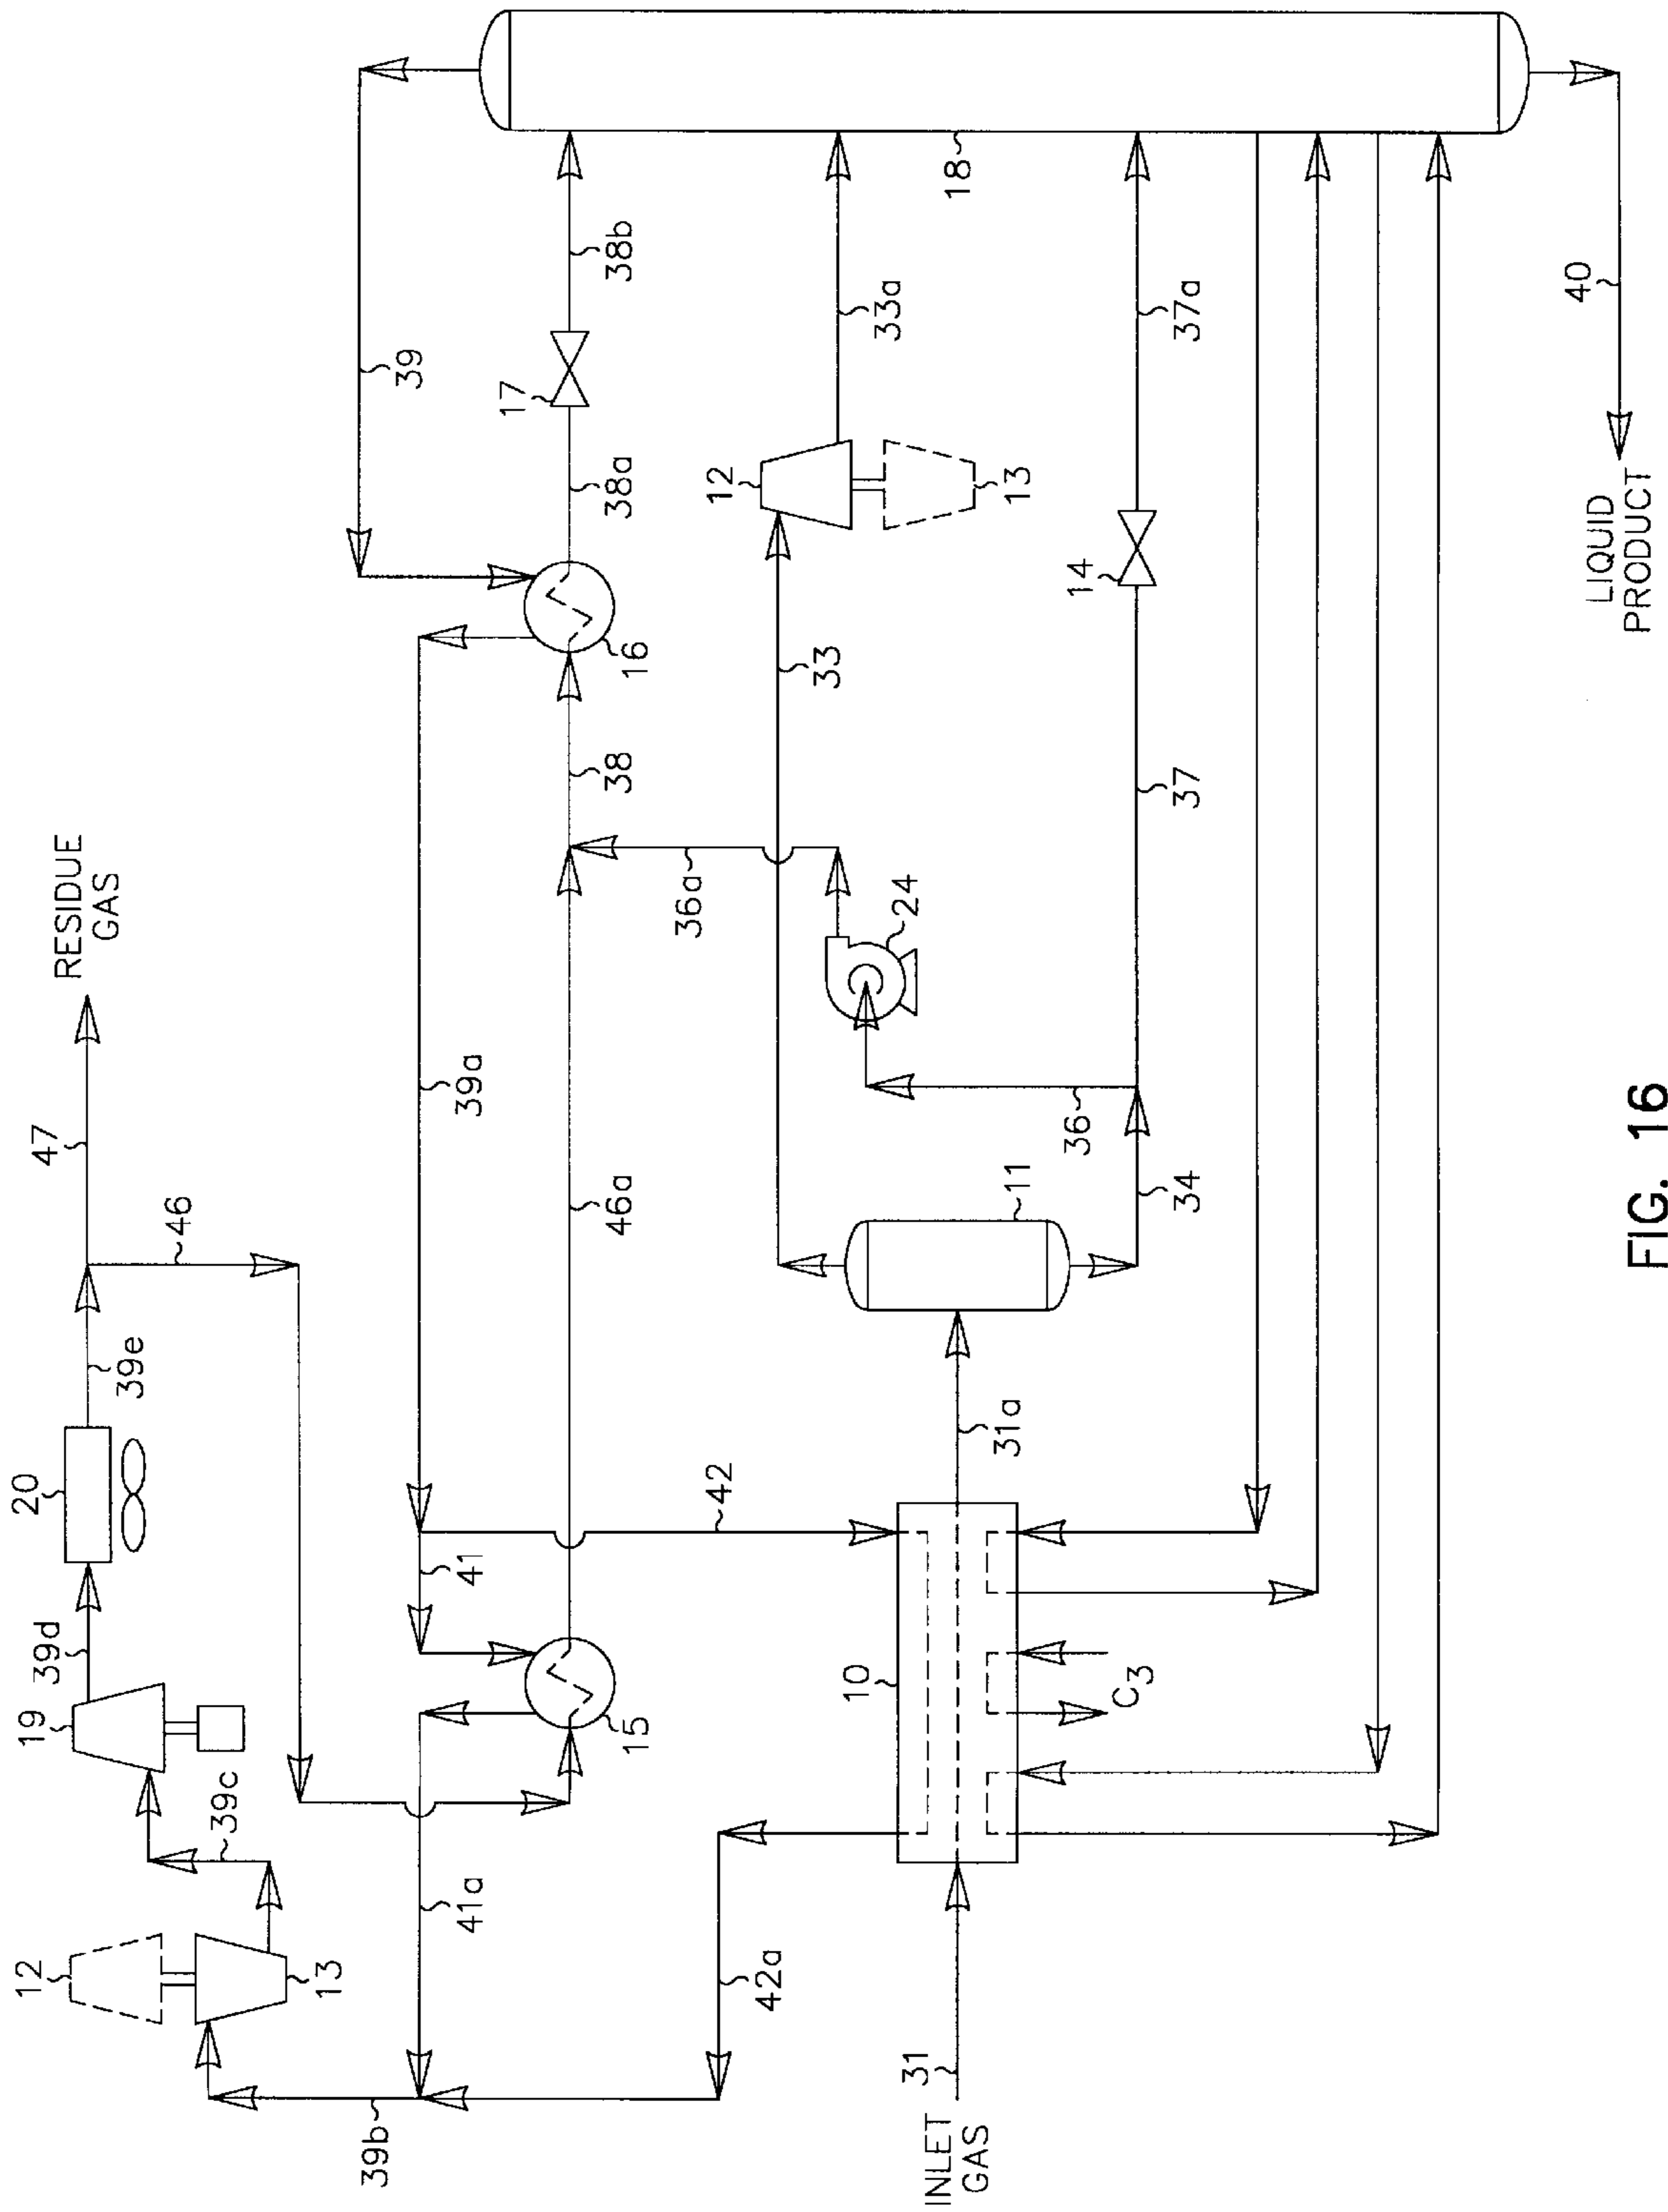 RESIDUE
GAS
47
46
39e
20
39d
19
39c
12
13
39b
39
39a
41
42
41a
42a
15
46a
38
16
38a
17
38b
36a
24
33
12
13
33a
18
11
36
34
37
14
37a
31a
10
C3
31
INLET
GAS
40
LIQUID
PRODUCT
FIG. 16